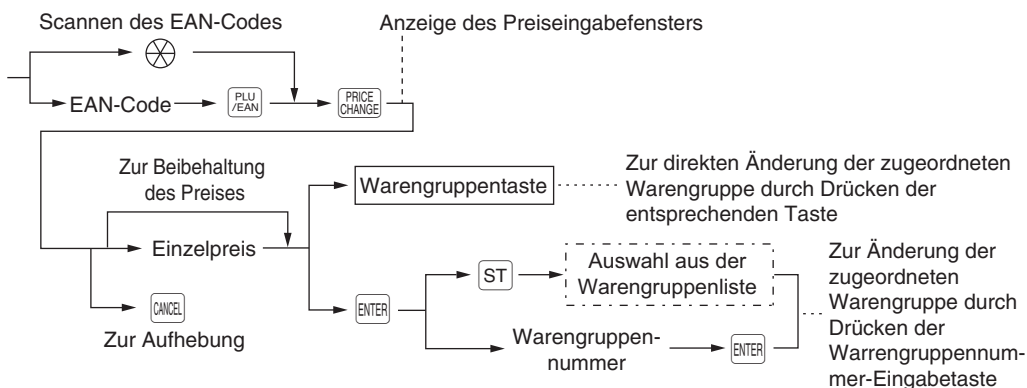 Scannen des EAN-Codes
Anzeige des Preiseingabefensters
EAN-Code
PLU
/EAN
PRICE
CHANGE
Zur Beibehaltung
des Preises
Einzelpreis
CANCEL
Zur Aufhebung
Warengruppentaste
Zur direkten Änderung der zugeordneten
Warengruppe durch Drücken der
entsprechenden Taste
ENTER
ST
Auswahl aus der
Warengruppenliste
Warengruppen-
nummer
ENTER
Zur Änderung der
zugeordneten
Warengruppe durch
Drücken der
Warrengruppennum-
mer-Eingabetaste